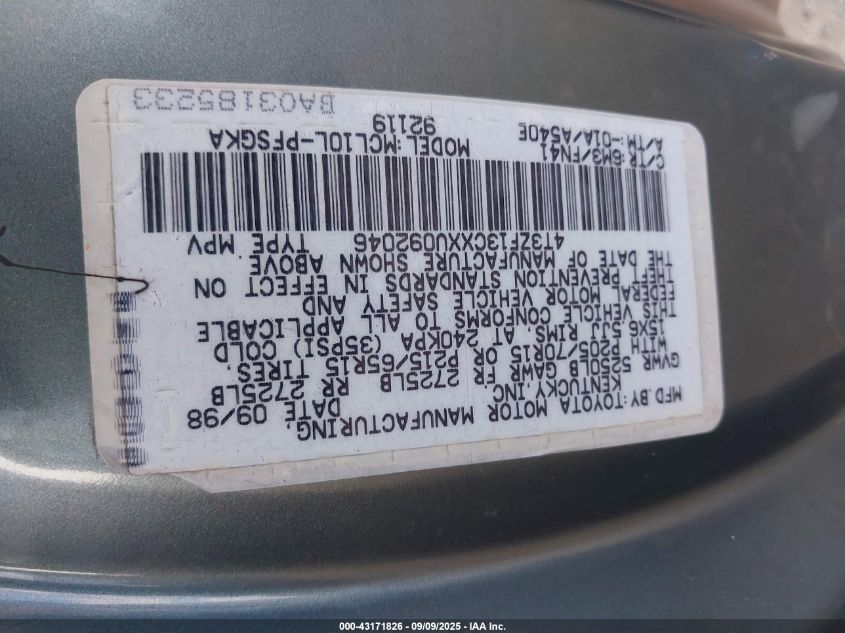 MFD.BY:TOYOTA MOTOR MANUFACTURING,
KENTUCKY,INC. DATE 09/98
GVWR 5250LB GAWR FR 2725LB RR 2725LB
WITH P205/70R15 OR P215/65R15 TIRES.
15X6.5JJ RIMS, AT 240KPA (35PSI) COLD
THIS VEHICLE CONFORMS TO ALL APPLICABLE
FEDERAL MOTOR VEHICLE SAFETY AND
THEFT PREVENTION STANDARDS IN EFFECT ON
THE DATE OF MANUFACTURE SHOWN ABOVE.
4T3ZF13CXXU092046 TYPE MPV
C/TR:6M3/FN41 MODEL:MCL10L-PFSGKA
A/TM:-01A/A540E 92119
BA03185233
000-43171826 - 09/09/2025 - IAA Inc.